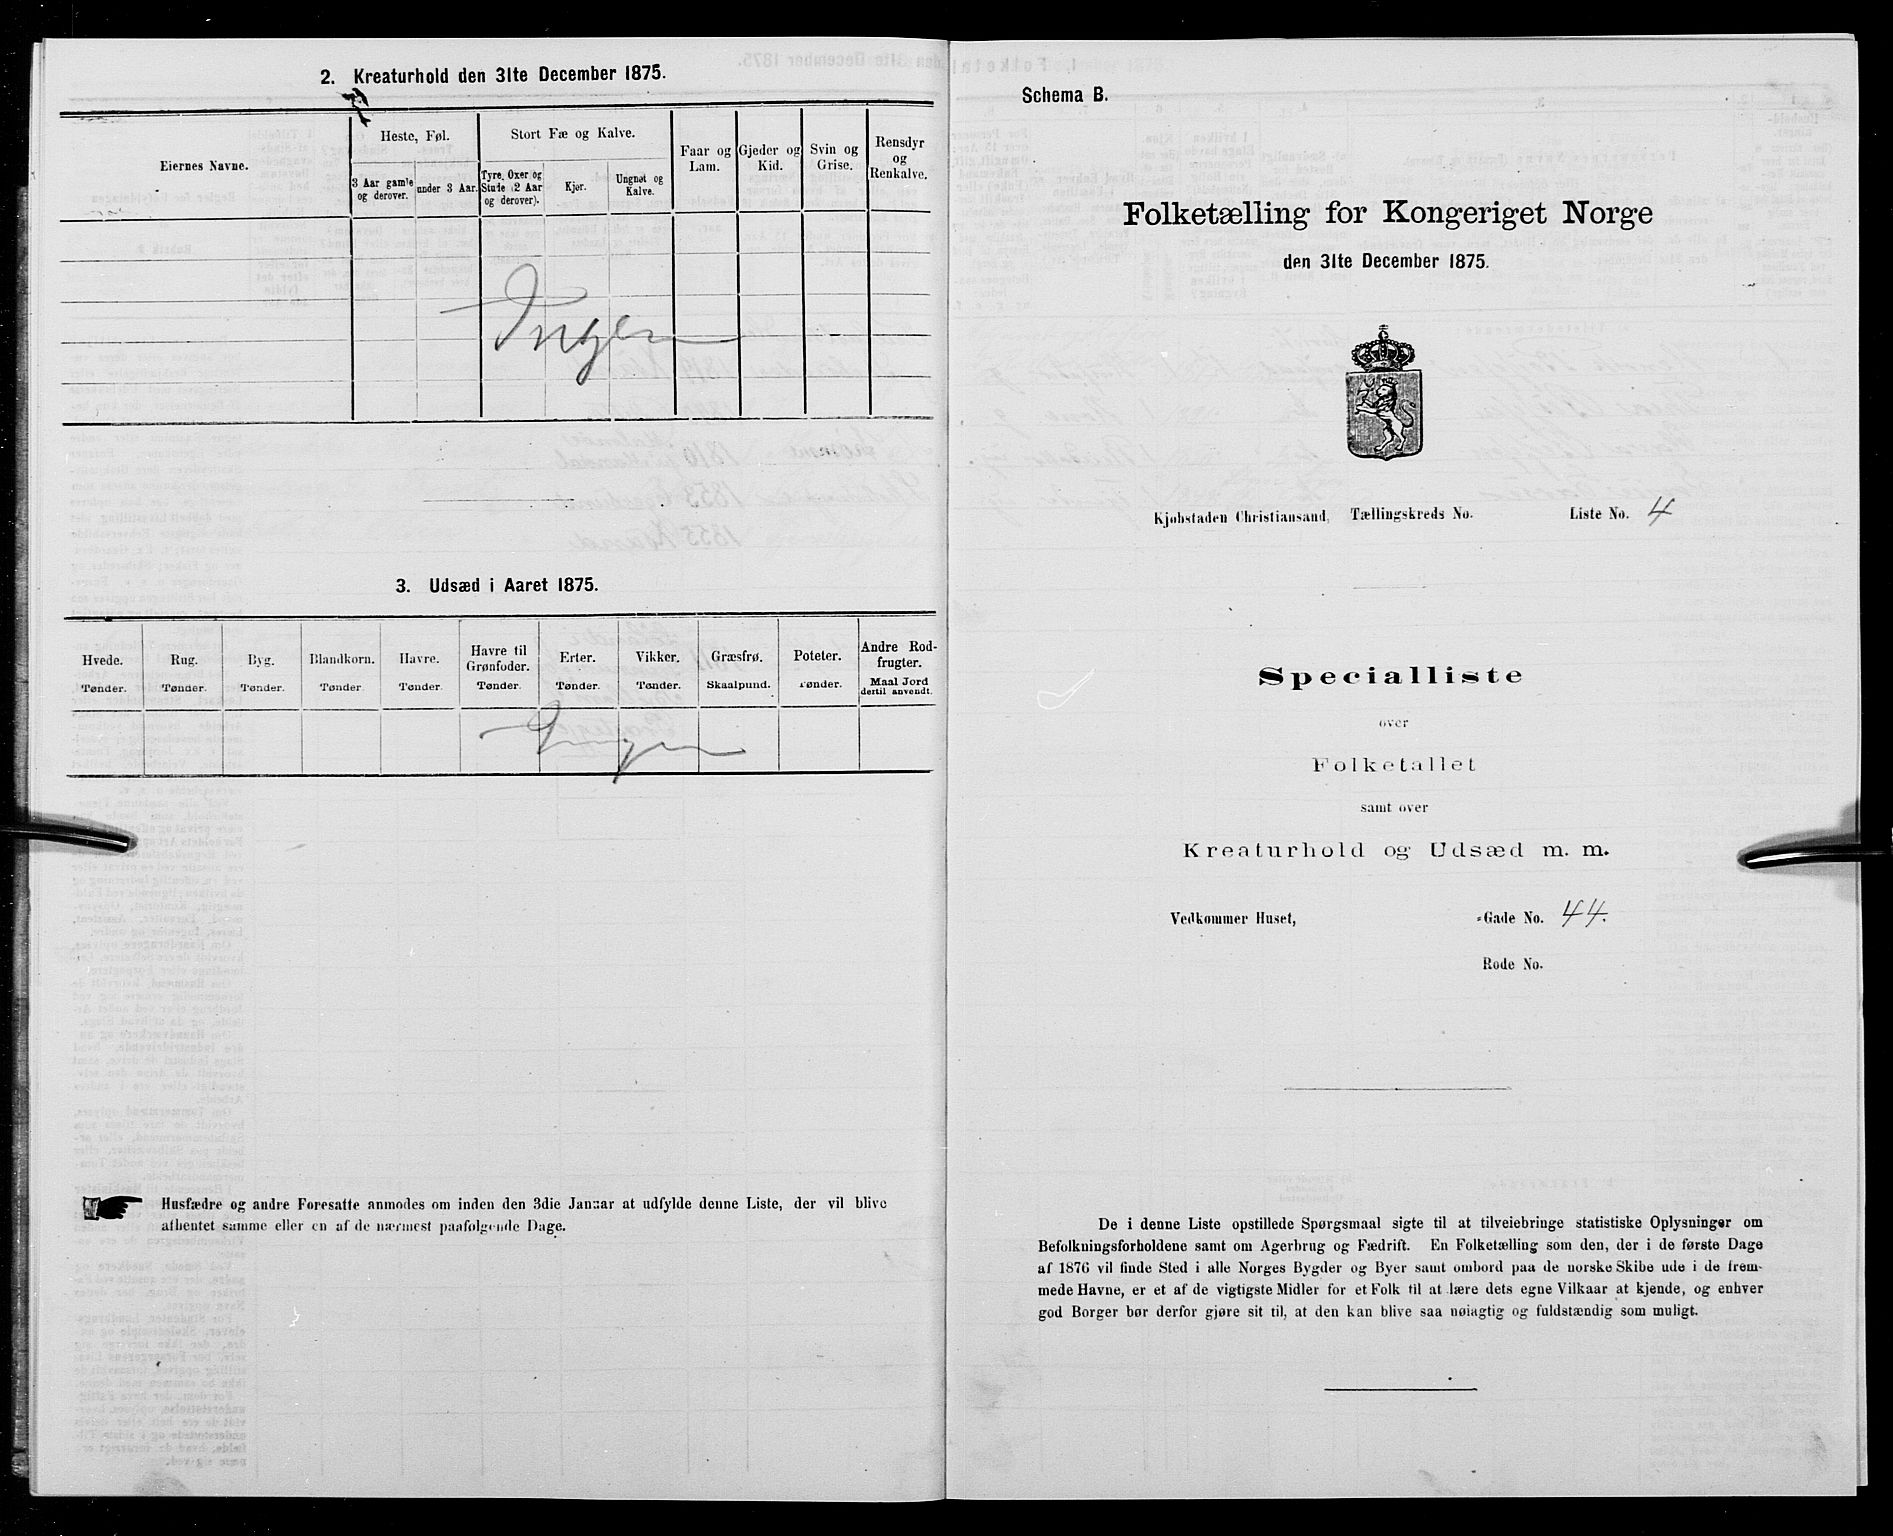 2. Kreaturhold den 31te December 1875.
Eiernes Navne.
Heste, Føl.
3 Aar gamle og derover.
under 3 Aar.
Stort Fæ og Kalve.
Tyre, Oxer og Stude (2 Aar og derover).
Kjør.
Ungnøt og Kalve.
Faar og Lam.
Gjeder og Kid.
Svin og Grise.
Rensdyr og Renkalve.
Ingen
3. Udsæd i Aaret 1875.
Hvede. Rug. Byg. Blandkorn. Havre. Havre til Grønfoder. Erter. Vikker. Græsfrø. Poteter. Andre Rodfrugter.
Tønder. Tønder. Tønder. Tønder. Tønder. Tønder. Tønder. Tønder. Skaalpund. Tønder. Maal Jord dertil anvendt.
Ingen
Husfædre og andre Foresatte anmodes om inden den 3die Januar at udfylde denne Liste, der vil blive
afhentet samme eller en af de nærmest paafølgende Dage.
Schema B.
Folketælling for Kongeriget Norge
den 31te December 1875.
Kjøbstaden Christiansand, Tællingskreds No. Liste No. 4
Specialliste
over
Folketallet
samt over
Kreaturhold og Udsæd m. m.
Vedkommer Huset, -Gade No. 44.
Rode No.
De i denne Liste opstillede Spørgsmaal sigte til at tilveiebringe statistiske Oplysninger om
Befolkningsforholdene samt om Agerbrug og Fædrift. En Folketælling som den, der i de første Dage
af 1876 vil finde Sted i alle Norges Bygder og Byer samt ombord paa de norske Skibe ude i de frem-
mede Havne, er et af de vigtigste Midler for et Folk til at lære dets egne Vilkaar at kjende, og enhver
god Borger bør derfor gjøre sit til, at den kan blive saa nøiagtig og fuldstændig som muligt.